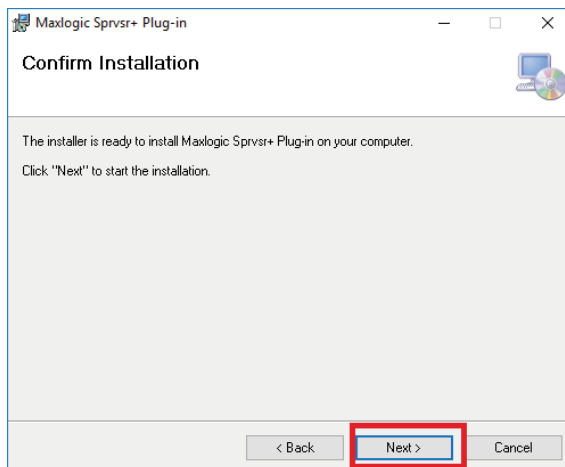 Maxlogic Sprvsr+ Plug-in
Confirm Installation
The installer is ready to install Maxlogic Sprvsr+ Plug-in on your computer.
Click "Next" to start the installation.
< Back
Next >
Cancel